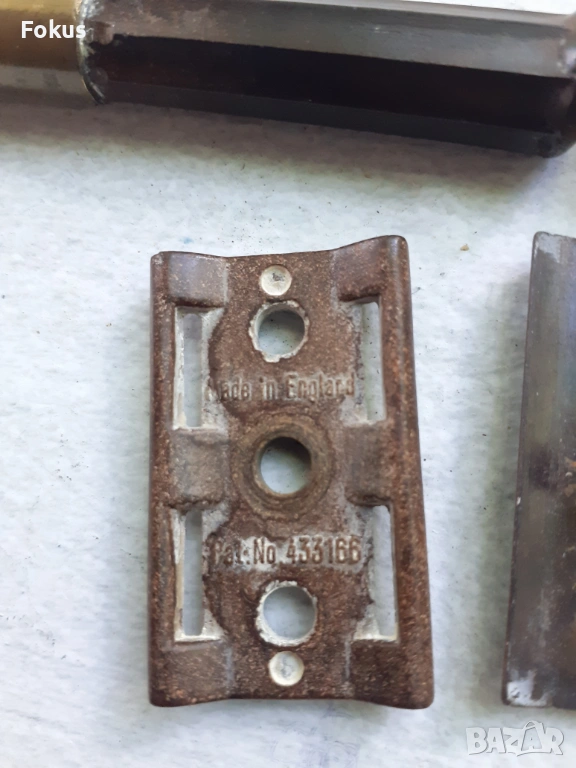 Fokus
Made in England
Pat. No. 433166
BAZAR